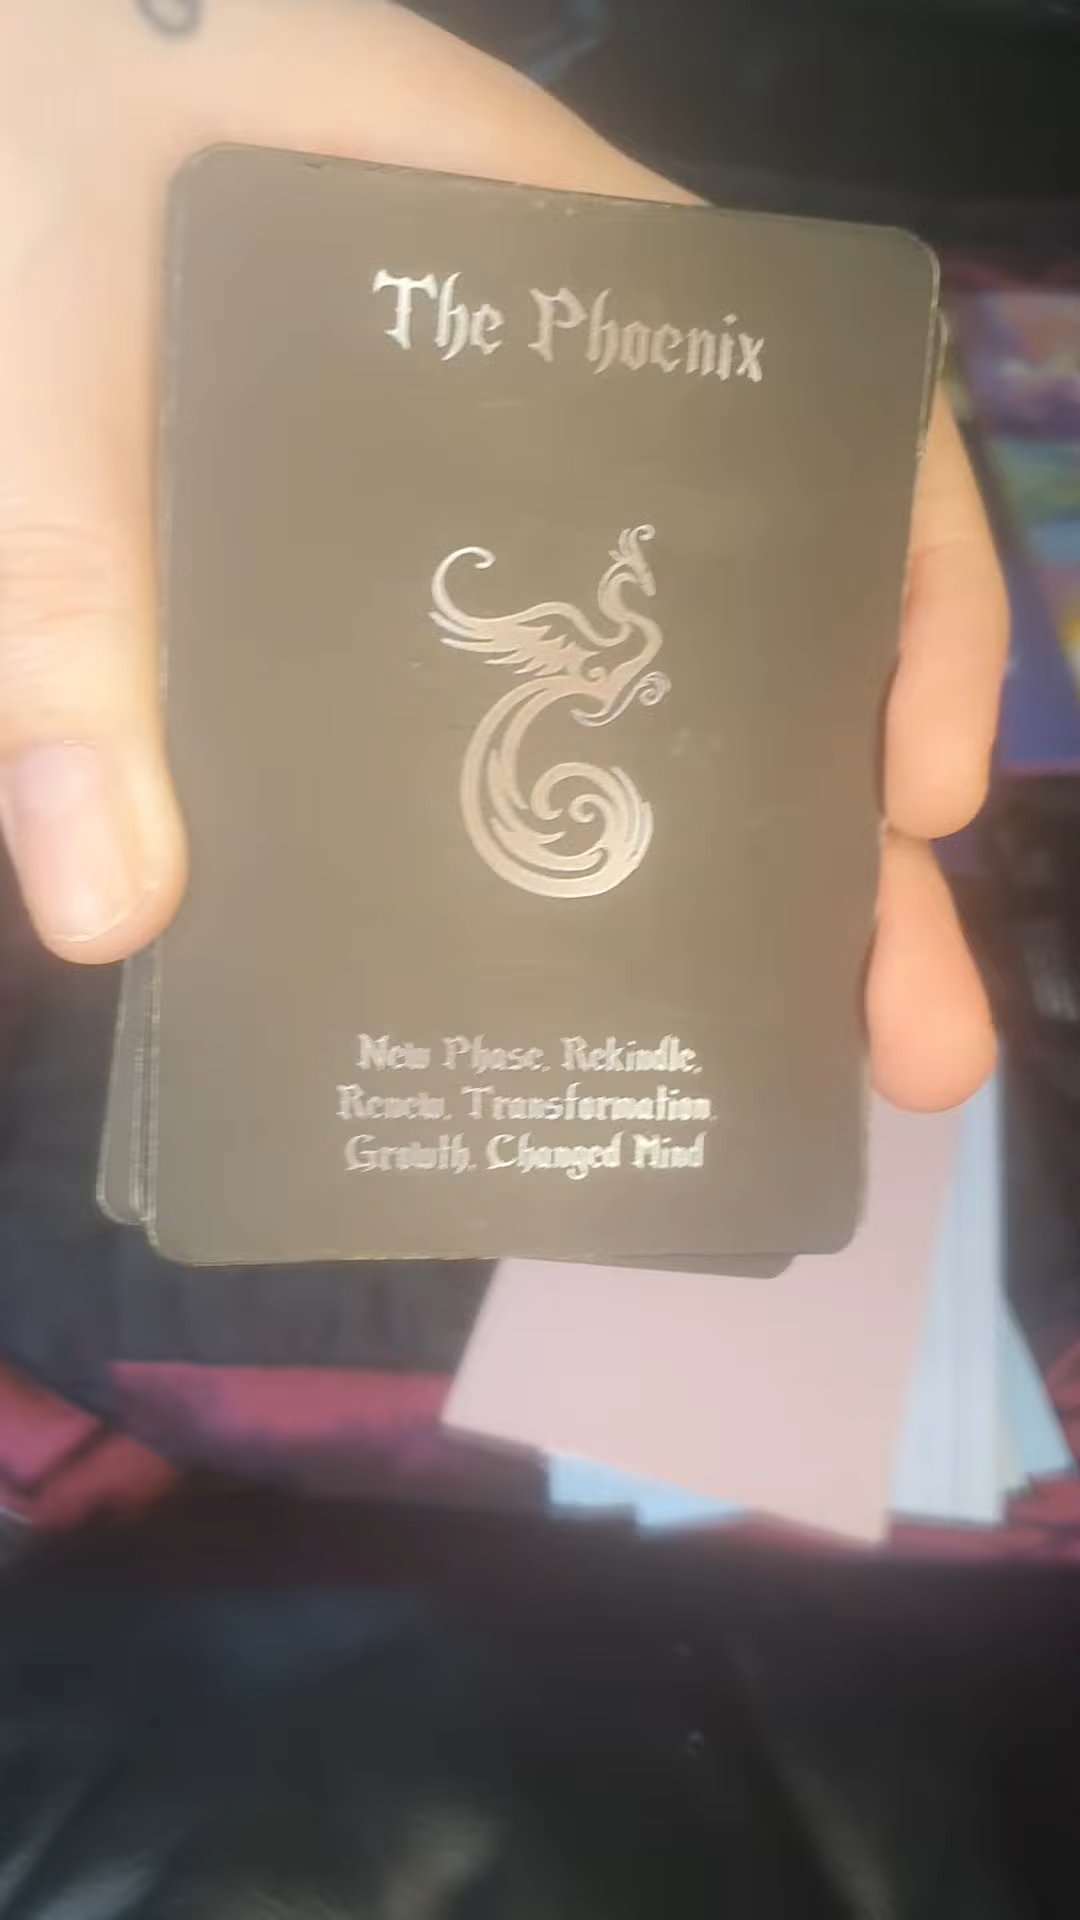 The Phoenix
New Phase, Rekindle,
Renew, Transformation,
Growth, Changed Mind